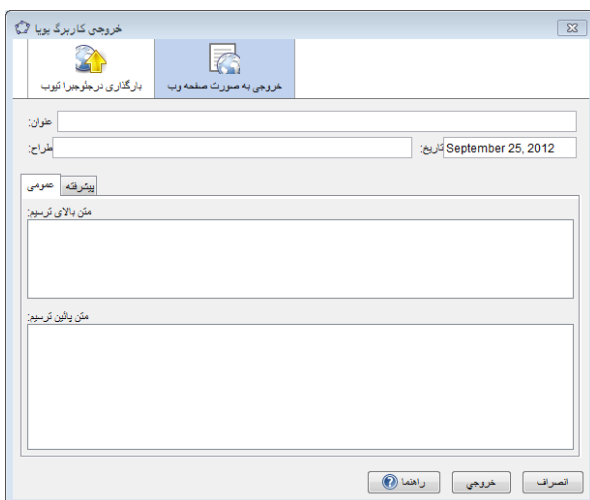 خروجی کاربرگ پویا
بارگذاری درجئوجبرا تیوب
خروجی به صورت صفحه وب
عنوان:
طراح:
تاریخ: September 25, 2012
عمومی
پیشرفته
متن بالای ترسیم:
متن پائین ترسیم:
راهنما
خروجي
انصراف